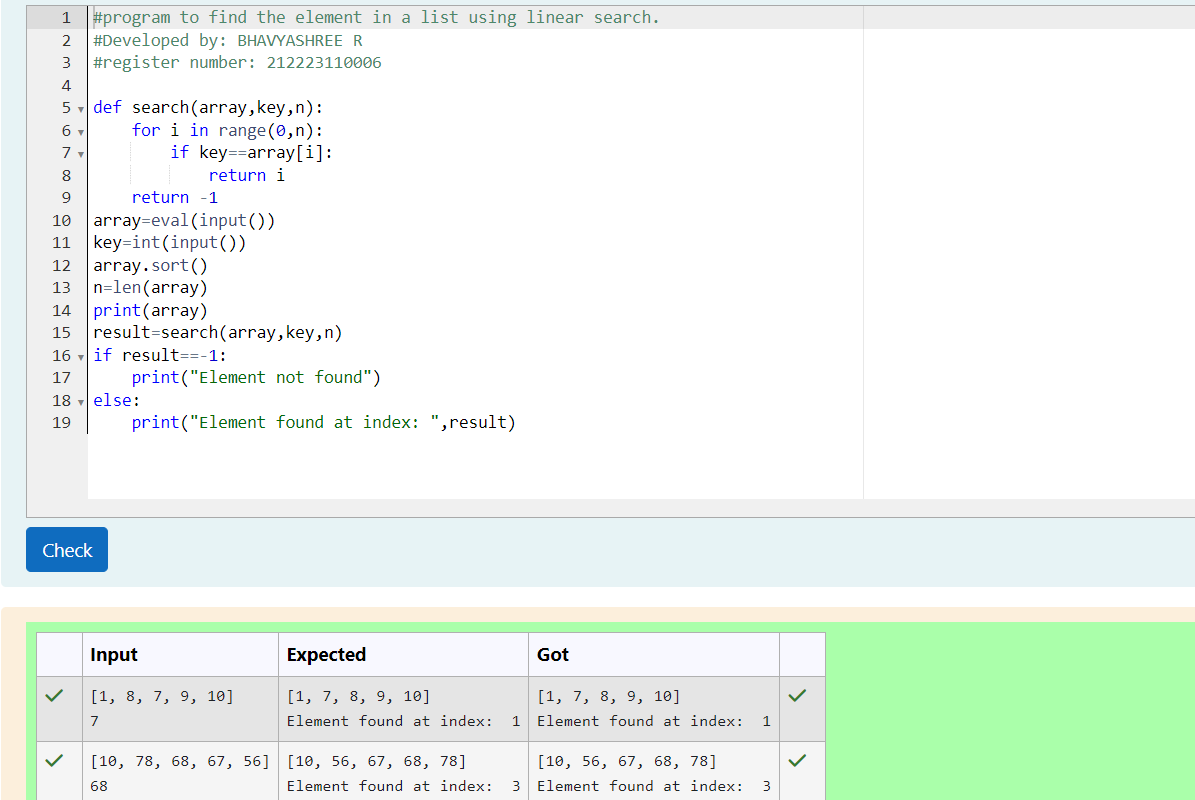 1 #program to find the element in a list using linear search.
2 #Developed by: BHAVYASHREE R
3 #register number: 212223110006
4
5 def search(array,key,n):
6     for i in range(0,n):
7         if key==array[i]:
8             return i
9     return -1
10 array=eval(input())
11 key=int(input())
12 array.sort()
13 n=len(array)
14 print(array)
15 result=search(array,key,n)
16 if result==-1:
17     print("Element not found")
18 else:
19     print("Element found at index: ",result)
Check
Input Expected Got
[1, 8, 7, 9, 10] [1, 7, 8, 9, 10] [1, 7, 8, 9, 10]
7 Element found at index:  1 Element found at index:  1
[10, 78, 68, 67, 56] [10, 56, 67, 68, 78] [10, 56, 67, 68, 78]
68 Element found at index:  3 Element found at index:  3